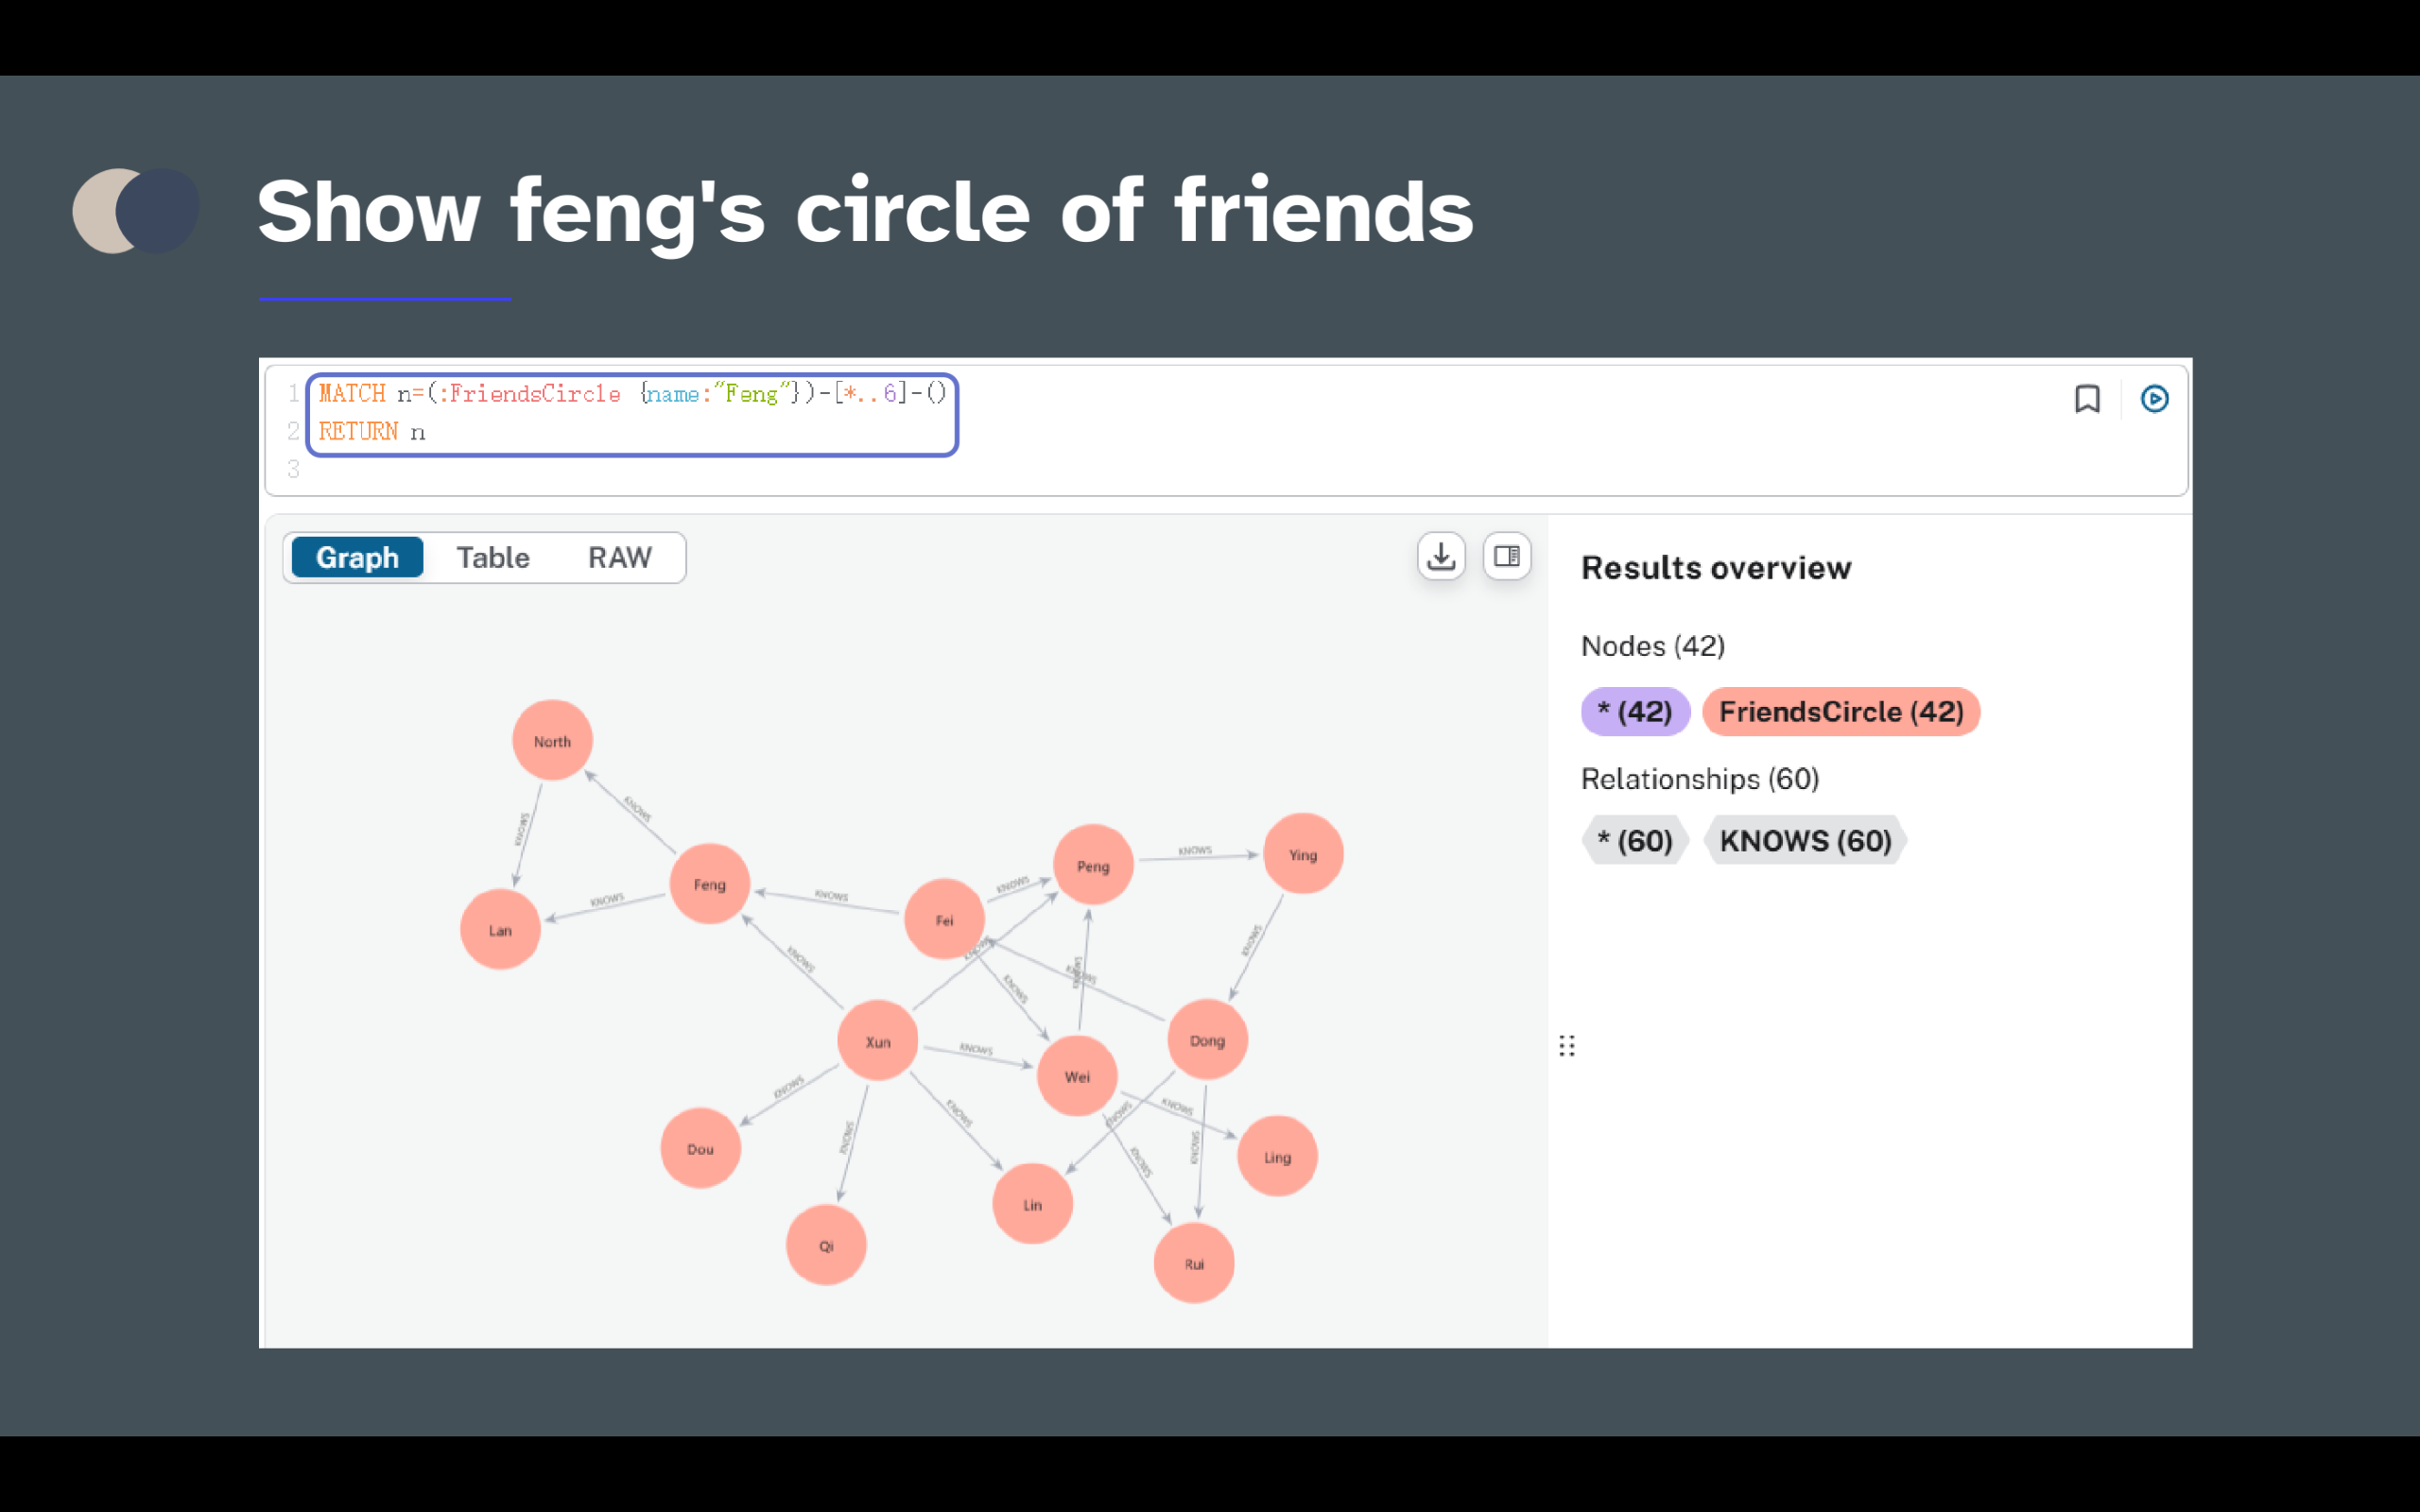 Show feng's circle of friends
1 MATCH n=(:FriendsCircle {name:"Feng"})-[*..6]-()
2 RETURN n
3
Graph Table RAW
Results overview
Nodes (42)
* (42) FriendsCircle (42)
Relationships (60)
* (60) KNOWS (60)
North
KNOWS
KNOWS
Feng
KNOWS
Lan
KNOWS
Fei
KNOWS
Peng
KNOWS
Ying
KNOWS
KNOWS
KNOWS
KNOWS
KNOWS
KNOWS
Xun
KNOWS
Wei
Dong
KNOWS
KNOWS
KNOWS
KNOWS
KNOWS
KNOWS
KNOWS
Dou
Ling
Lin
Qi
Rui